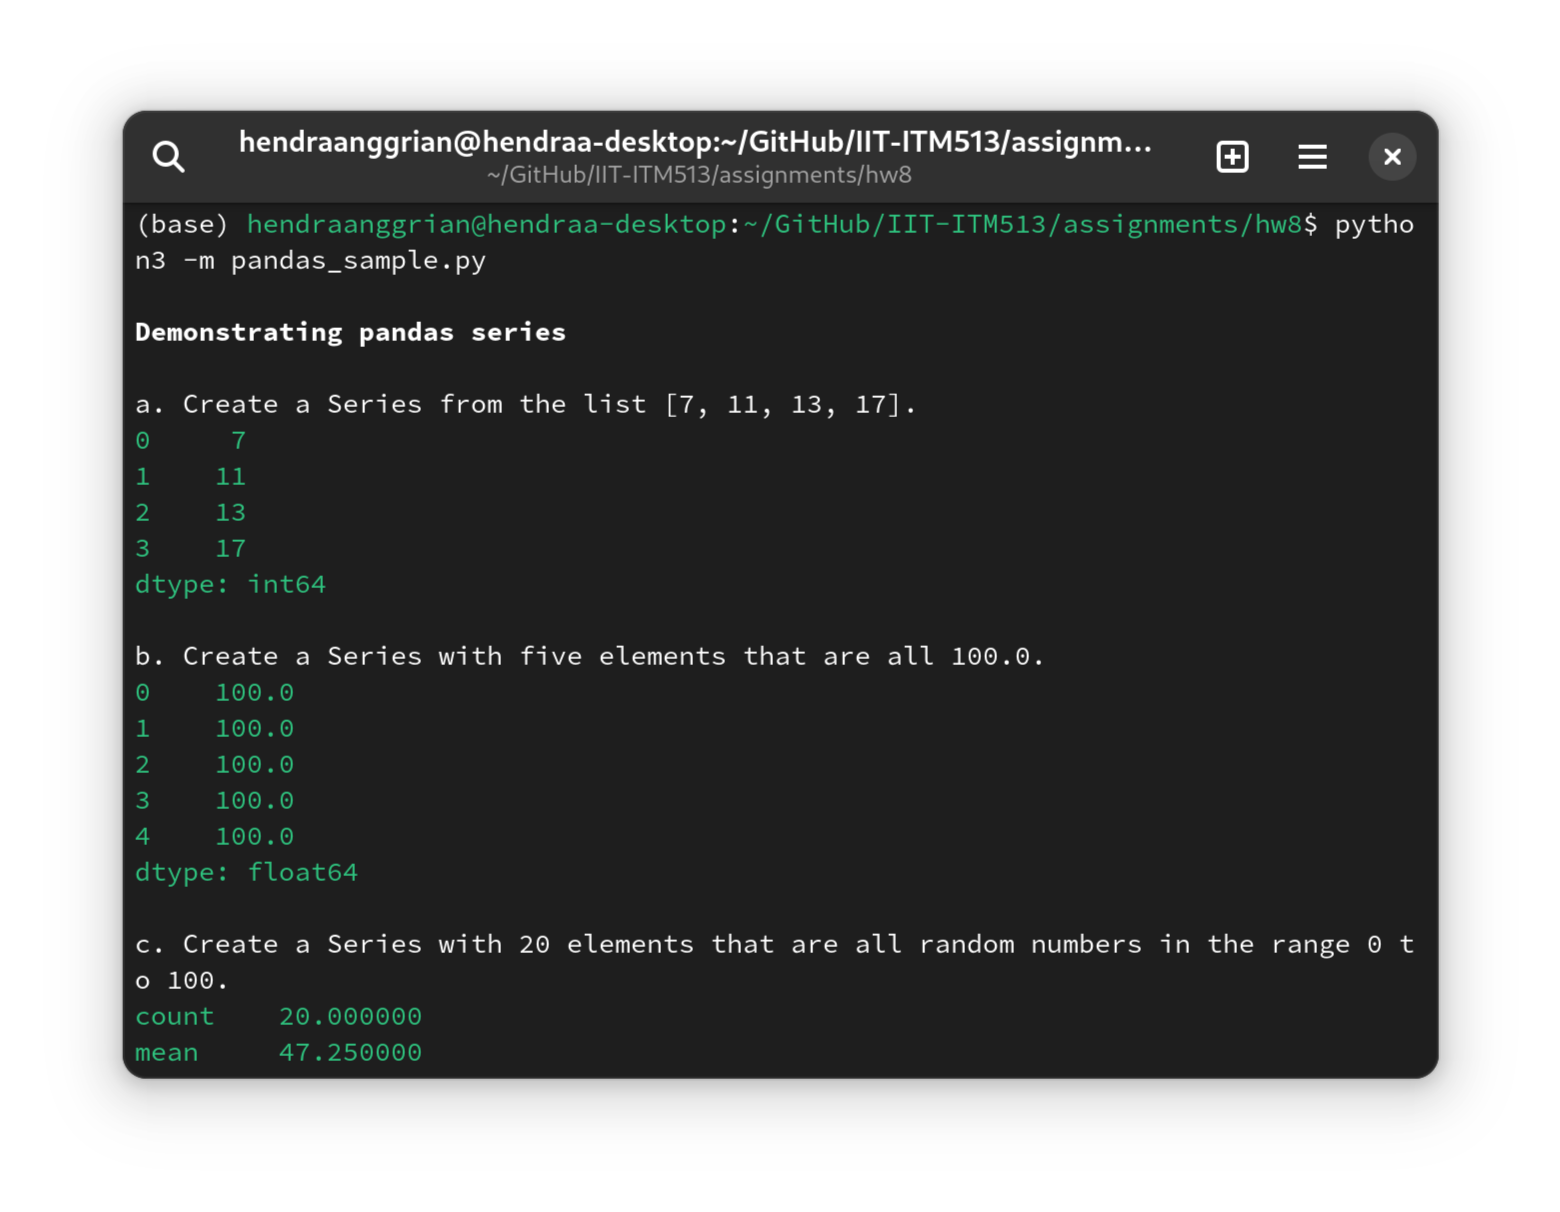 hendraanggrian@hendraa-desktop:~/GitHub/IIT-ITM513/assignm...
~/GitHub/IIT-ITM513/assignments/hw8
(base) hendraanggrian@hendraa-desktop:~/GitHub/IIT-ITM513/assignments/hw8$ pytho
n3 -m pandas_sample.py
Demonstrating pandas series
a. Create a Series from the list [7, 11, 13, 17].
0     7
1    11
2    13
3    17
dtype: int64
b. Create a Series with five elements that are all 100.0.
0    100.0
1    100.0
2    100.0
3    100.0
4    100.0
dtype: float64
c. Create a Series with 20 elements that are all random numbers in the range 0 t
o 100.
count    20.000000
mean     47.250000